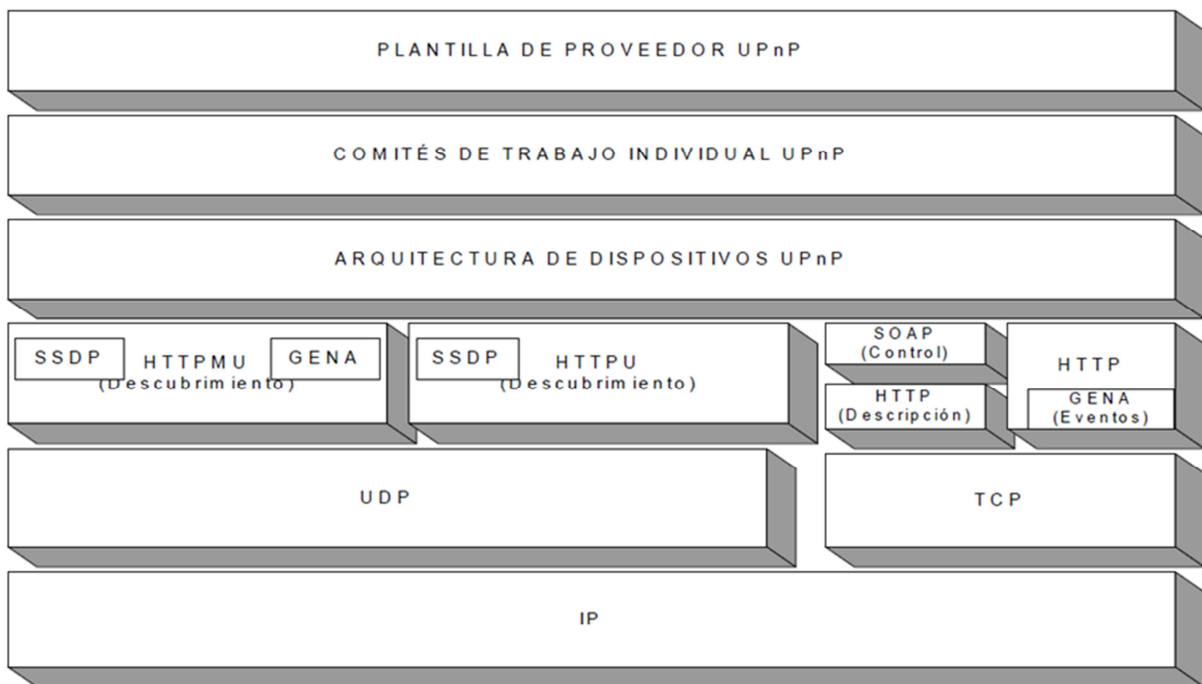 PLANTILLA DE PROVEEDOR UPnP
COMITÉS DE TRABAJO INDIVIDUAL UPnP
ARQUITECTURA DE DISPOSITIVOS UPnP
SSDP
HTTPMU
(Descubrimiento)
GENA
SSDP
HTTPU
(Descubrimiento)
SOAP
(Control)
HTTP
(Descripción)
HTTP
GENA
(Eventos)
UDP
TCP
IP